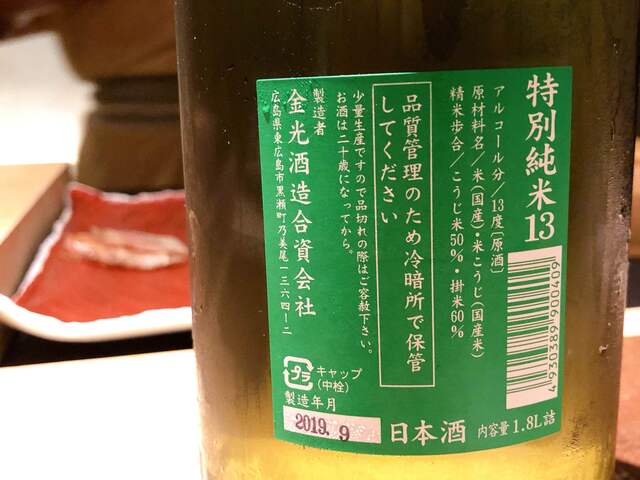 特別純米13
アルコール分/13度[原酒]
原材料名/米(国産)・米こうじ(国産米)
精米歩合/こうじ米50%・掛米60%
品質管理のため冷暗所で保管
してください
少量生産ですので品切れの際はご容赦下さい。
お酒は二十歳になってから。
製造者
金光酒造合資会社
広島県東広島市黒瀬町乃美尾一三六四ー二
4930389900409
プラ
キャップ
(中栓)
製造年月
2019. 9
日本酒
内容量 1.8L詰